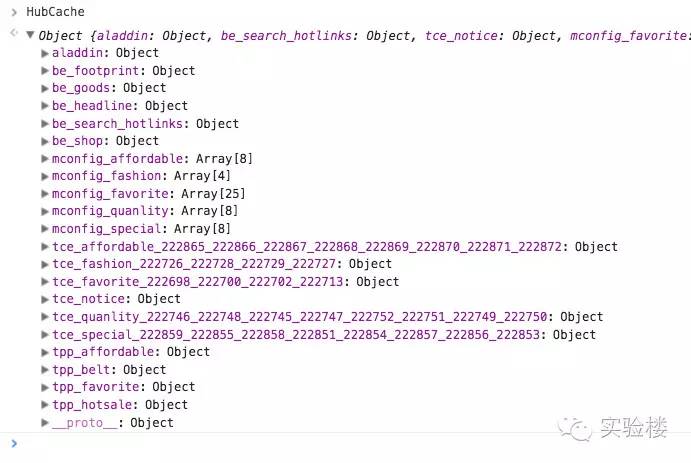 > HubCache
Object {aladdin: Object, be_search_hotlinks: Object, tce_notice: Object, mconfig_favorite:
aladdin: Object
be_footprint: Object
be_goods: Object
be_headline: Object
be_search_hotlinks: Object
be_shop: Object
mconfig_affordable: Array[8]
mconfig_fashion: Array[4]
mconfig_favorite: Array[25]
mconfig_quanlity: Array[8]
mconfig_special: Array[8]
tce_affordable_222865_222866_222867_222868_222869_222870_222871_222872: Object
tce_fashion_222726_222728_222729_222727: Object
tce_favorite_222698_222700_222702_222713: Object
tce_notice: Object
tce_quanlity_222746_222748_222745_222747_222752_222751_222749_222750: Object
tce_special_222859_222855_222858_222851_222854_222857_222856_222853: Object
tpp_affordable: Object
tpp_belt: Object
tpp_favorite: Object
tpp_hotsale: Object
__proto__: Object
实验楼
>